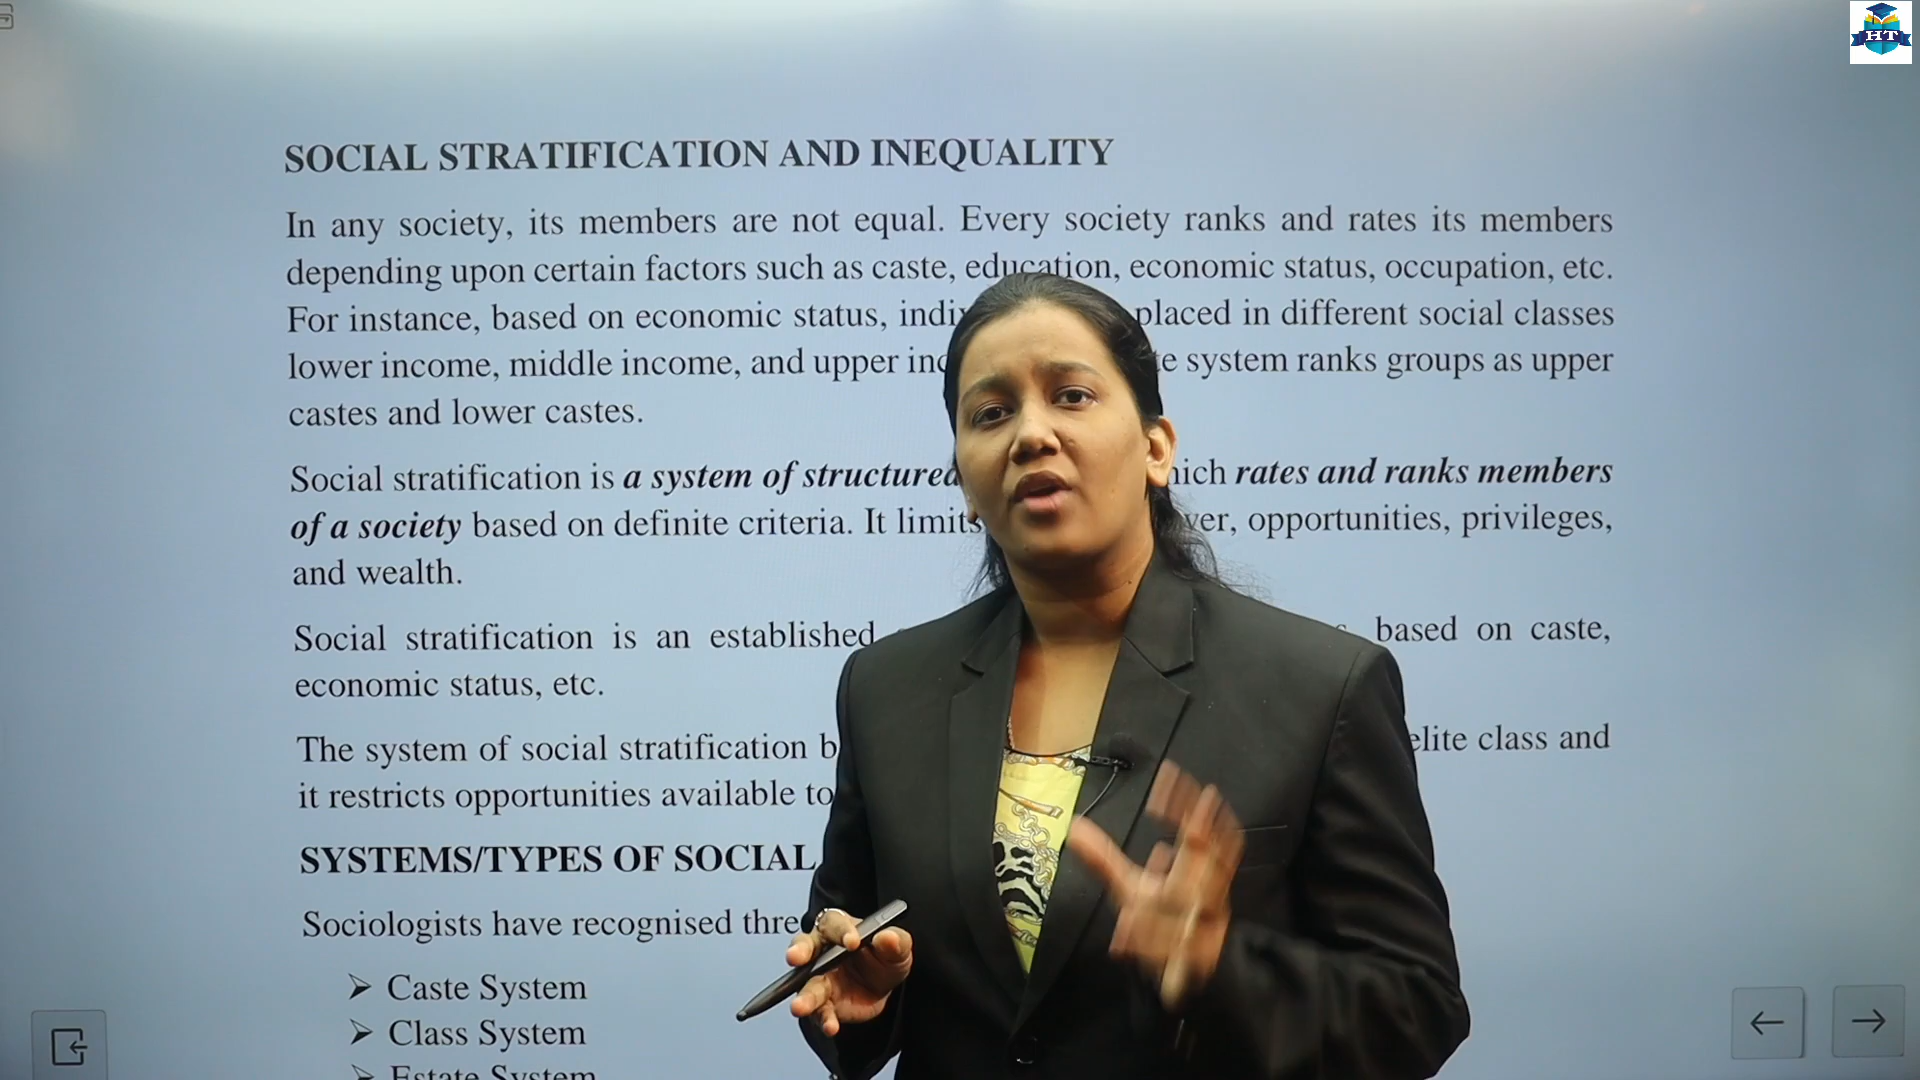 HT
SOCIAL STRATIFICATION AND INEQUALITY
In any society, its members are not equal. Every society ranks and rates its members
depending upon certain factors such as caste, education, economic status, occupation, etc.
For instance, based on economic status, placed in different social classes
lower income, middle income, and upper system ranks groups as upper
castes and lower castes.
Social stratification is a system of structured rates and ranks members
of a society based on definite criteria. It limits opportunities, privileges,
and wealth.
Social stratification is an established based on caste,
economic status, etc.
The system of social stratification elite class and
it restricts opportunities available to
SYSTEMS/TYPES OF SOCIAL
Sociologists have recognised
➢ Caste System
➢ Class System
➢ Estate System